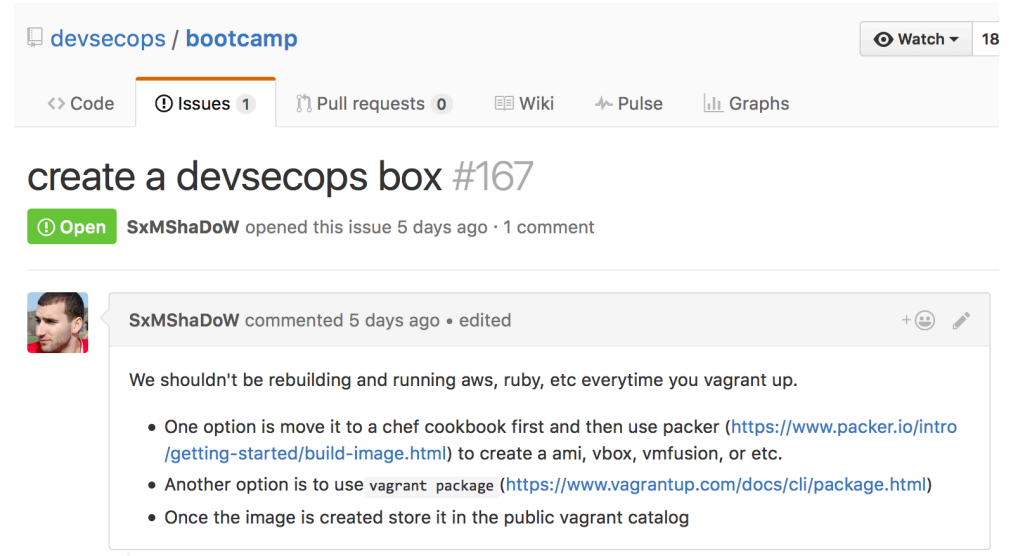 devsecops / bootcamp
Watch 18
Code Issues 1 Pull requests 0 Wiki Pulse Graphs
create a devsecops box #167
Open SxMShaDoW opened this issue 5 days ago · 1 comment
SxMShaDoW commented 5 days ago • edited
We shouldn't be rebuilding and running aws, ruby, etc everytime you vagrant up.
• One option is move it to a chef cookbook first and then use packer (https://www.packer.io/intro
/getting-started/build-image.html) to create a ami, vbox, vmfusion, or etc.
• Another option is to use vagrant package (https://www.vagrantup.com/docs/cli/package.html)
• Once the image is created store it in the public vagrant catalog